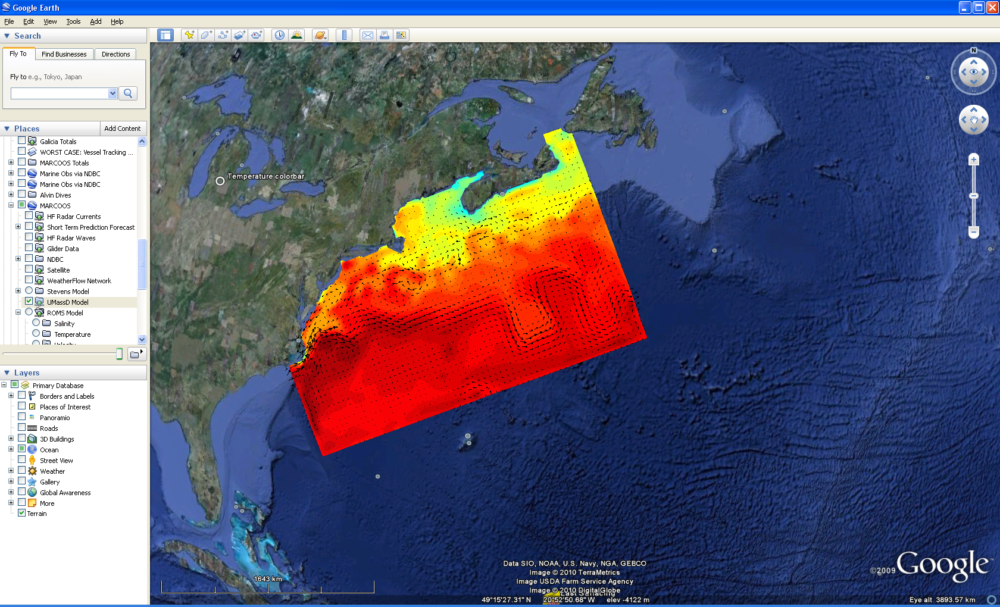 Google Earth
File Edit View Tools Add Help
Search
Fly To Find Businesses Directions
Fly to e.g., Tokyo, Japan
Places Add Content
Galicia Totals
WORST CASE: Vessel Tracking ...
MARCOOS Totals
Marine Obs via NDBC
Marine Obs via NDBC
Alvin Dives
MARCOOS
HF Radar Currents
Short Term Prediction Forecast
HF Radar Waves
Glider Data
NDBC
Satellite
WeatherFlow Network
Stevens Model
UMassD Model
ROMS Model
Salinity
Temperature
Velocity
Layers
Primary Database
Borders and Labels
Places of Interest
Panoramio
Roads
3D Buildings
Ocean
Street View
Weather
Gallery
Global Awareness
More
Terrain
N
Temperature colorbar
1643 km
Data SIO, NOAA, U.S. Navy, NGA, GEBCO
Image © 2010 TerraMetrics
Image USDA Farm Service Agency
Image © 2010 DigitalGlobe
Last Surfacing
©2009 Google™
49°15'27.31" N 20°52'50.68" W elev -4122 m
Eye alt 3893.57 km